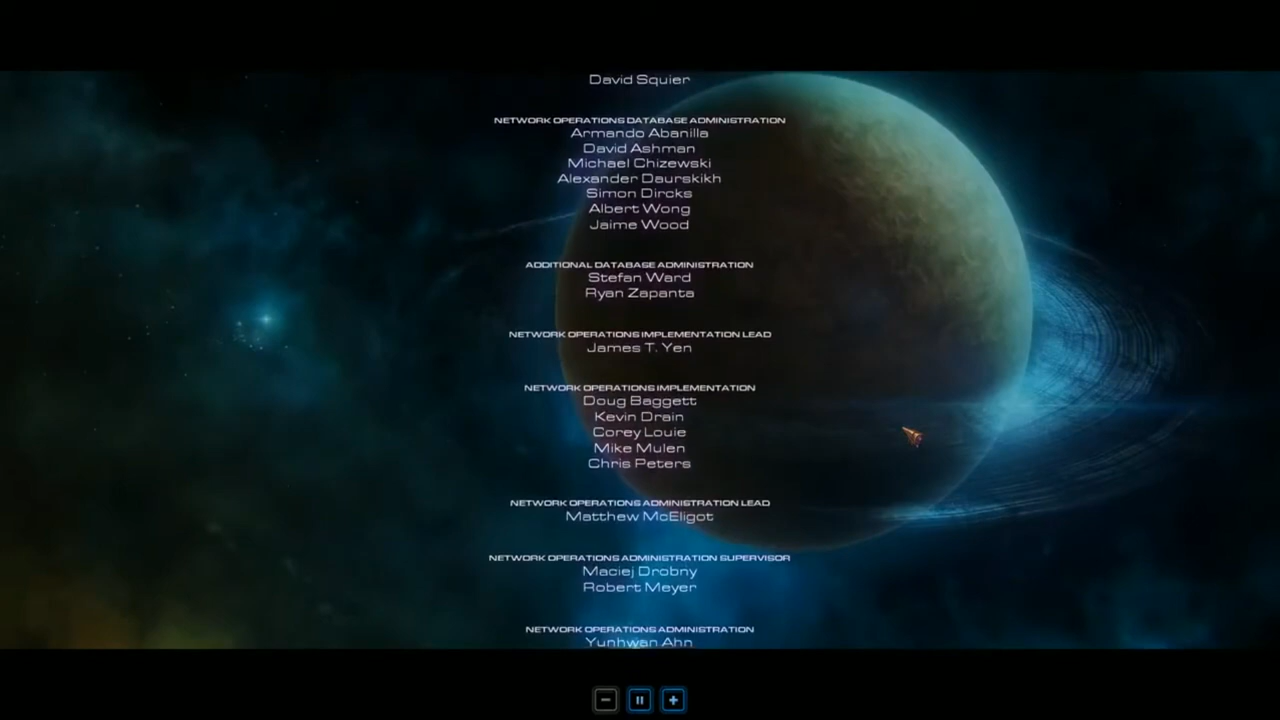 David Squier
NETWORK OPERATIONS DATABASE ADMINISTRATION
Armando Abanilla
David Ashman
Michael Chizewski
Alexander Daurskikh
Simon Dircks
Albert Wong
Jaime Wood
ADDITIONAL DATABASE ADMINISTRATION
Stefan Ward
Ryan Zapanta
NETWORK OPERATIONS IMPLEMENTATION LEAD
James T. Yen
NETWORK OPERATIONS IMPLEMENTATION
Doug Baggett
Kevin Drain
Corey Louie
Mike Mulen
Chris Peters
NETWORK OPERATIONS ADMINISTRATION LEAD
Matthew McEligot
NETWORK OPERATIONS ADMINISTRATION SUPERVISOR
Maciej Drobny
Robert Meyer
NETWORK OPERATIONS ADMINISTRATION
Yunhwan Ahn